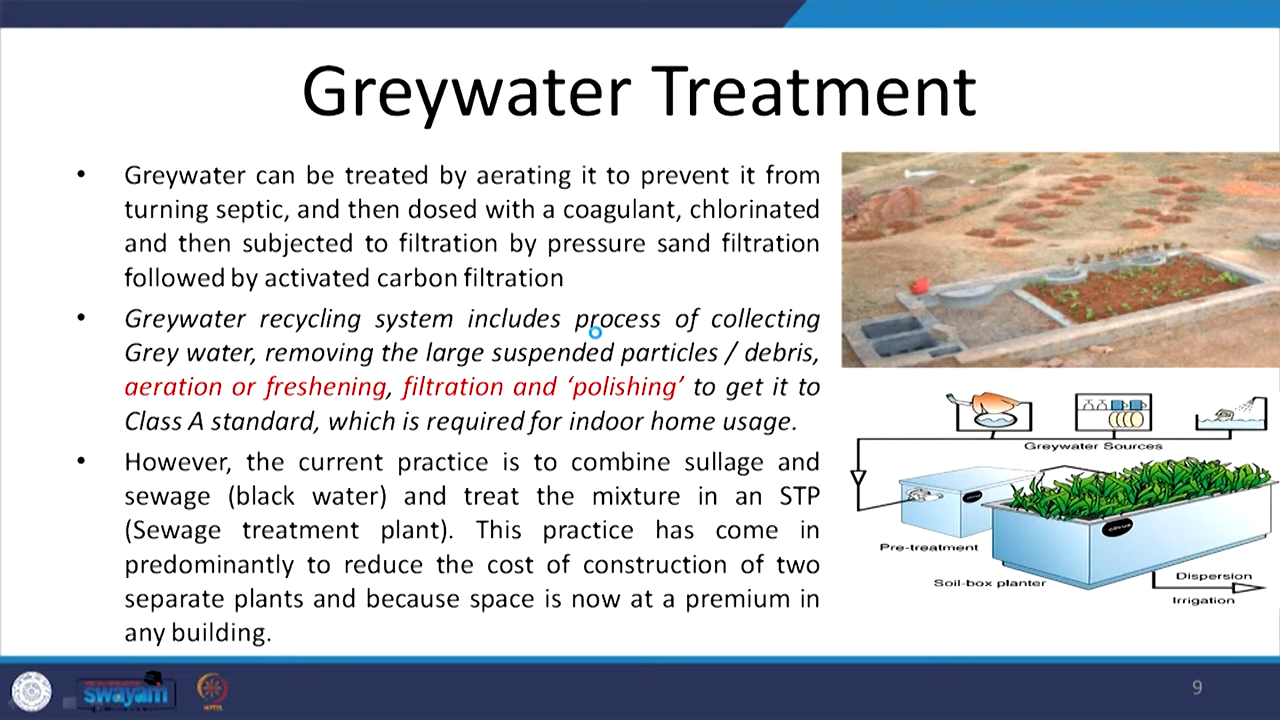 Greywater Treatment
• Greywater can be treated by aerating it to prevent it from
turning septic, and then dosed with a coagulant, chlorinated
and then subjected to filtration by pressure sand filtration
followed by activated carbon filtration
• Greywater recycling system includes process of collecting
Grey water, removing the large suspended particles / debris,
aeration or freshening, filtration and ‘polishing’ to get it to
Class A standard, which is required for indoor home usage.
• However, the current practice is to combine sullage and
sewage (black water) and treat the mixture in an STP
(Sewage treatment plant). This practice has come in
predominantly to reduce the cost of construction of two
separate plants and because space is now at a premium in
any building.
Greywater Sources
Pre-treatment
Soil-box planter
Dispersion
Irrigation
swayam
9